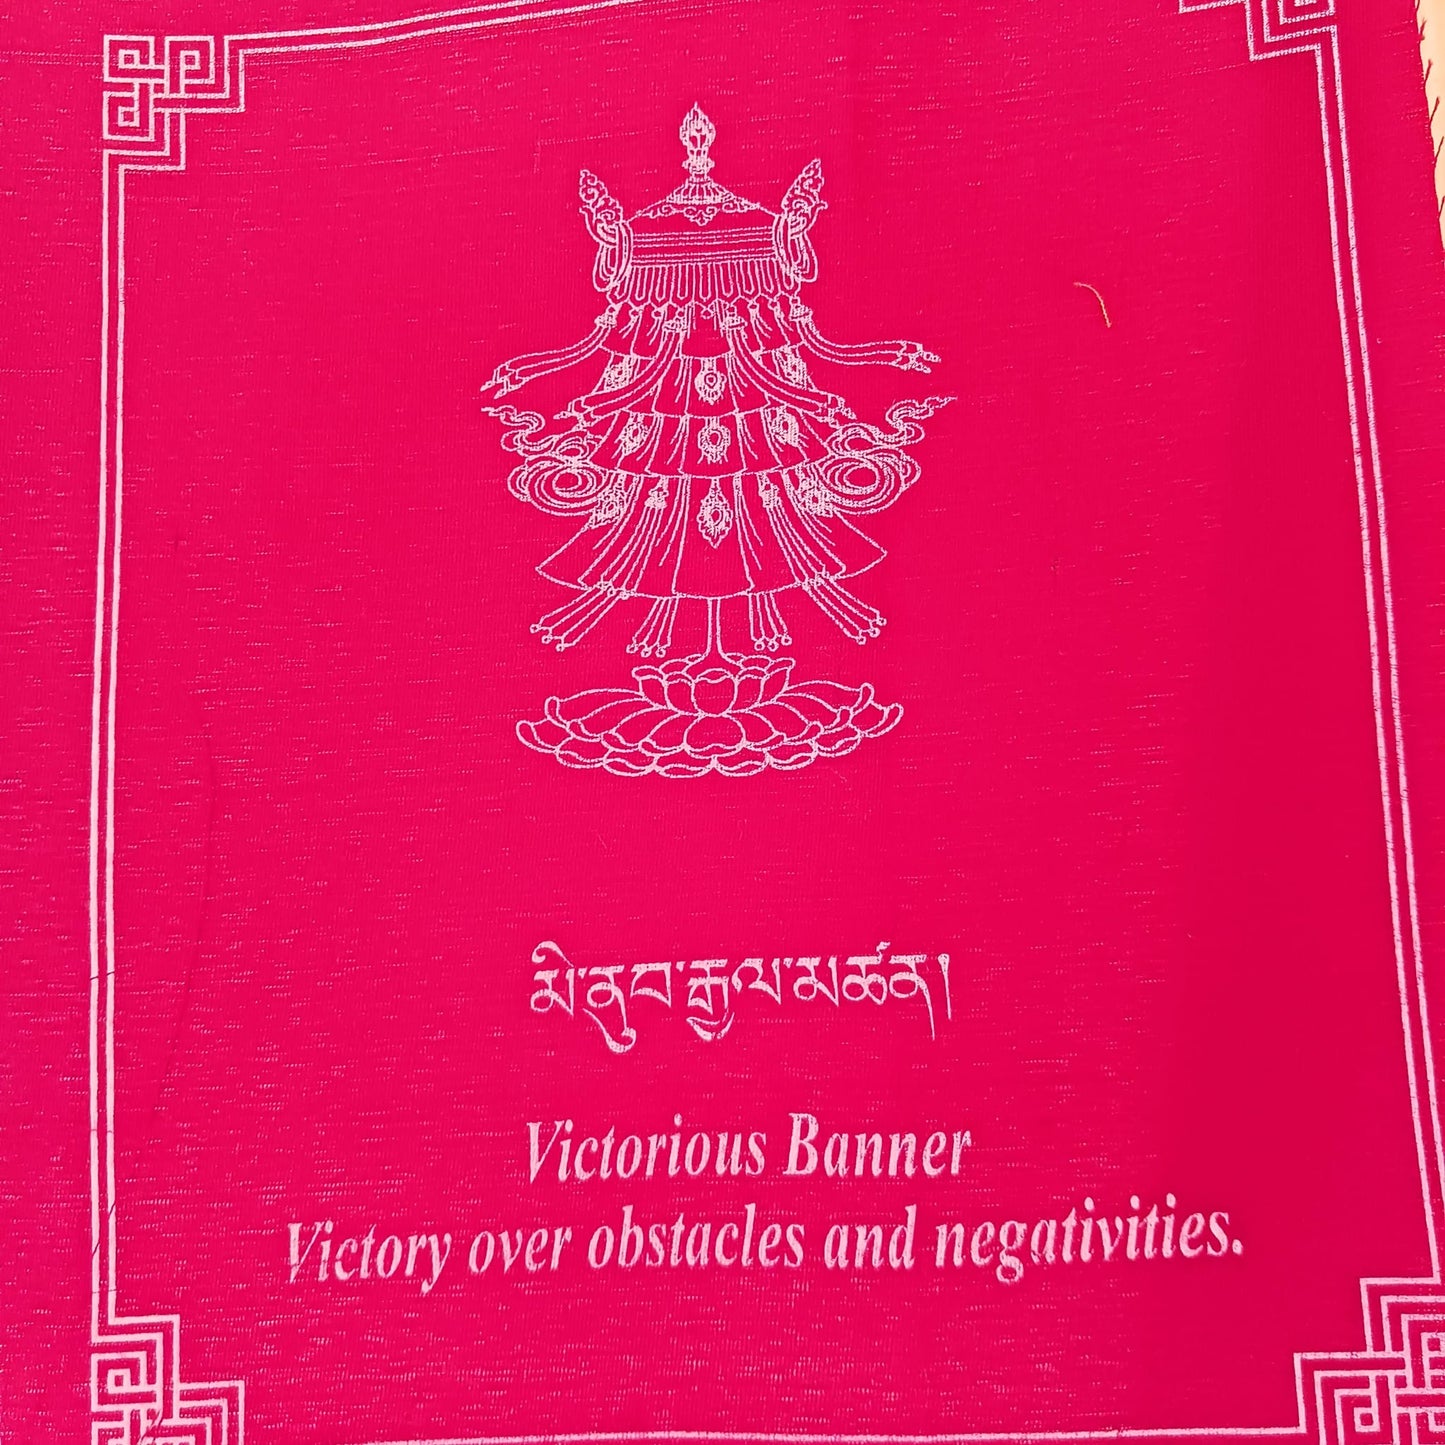 མི་ནུབ་རྒྱལ་མཚན།
Victorious Banner
Victory over obstacles and negativities.